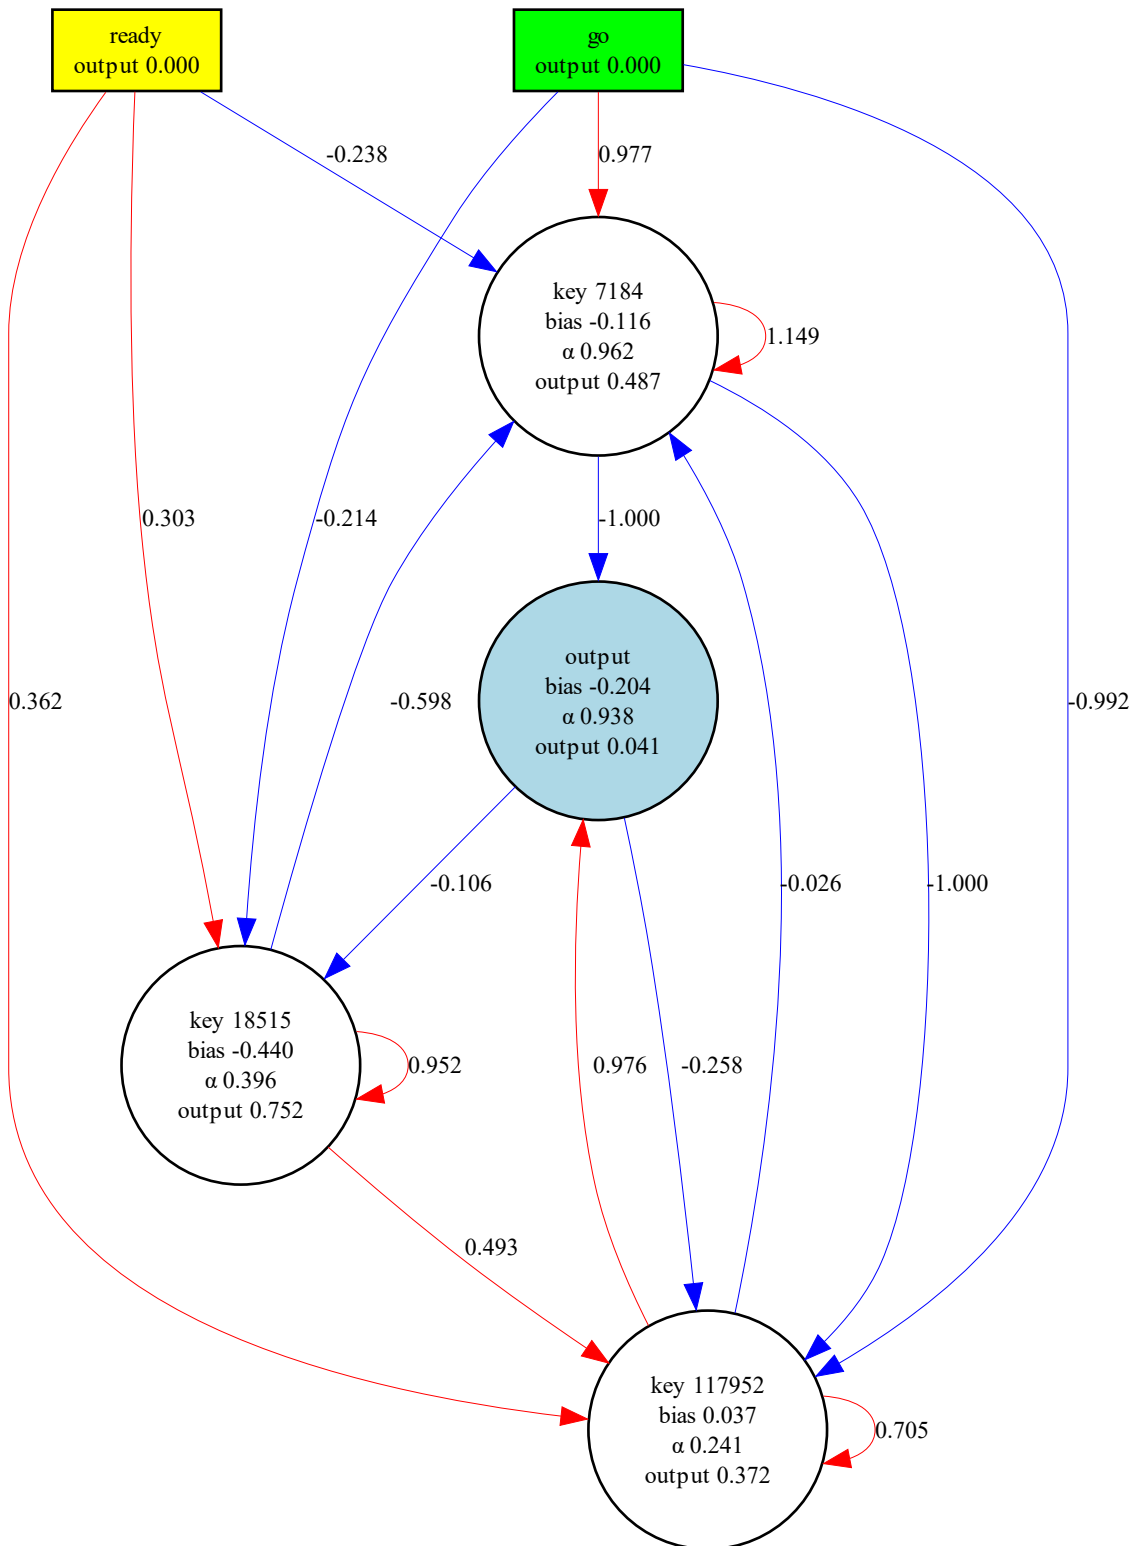 ready
output 0.000
go
output 0.000
-0.238
0.977
key 7184
bias -0.116
α 0.962
output 0.487
1.149
0.303
-0.214
-1.000
output
bias -0.204
α 0.938
output 0.041
0.362
-0.598
-0.992
-0.106
-0.026
-1.000
key 18515
bias -0.440
α 0.396
output 0.752
0.952
0.976
-0.258
0.493
key 117952
bias 0.037
α 0.241
output 0.372
0.705